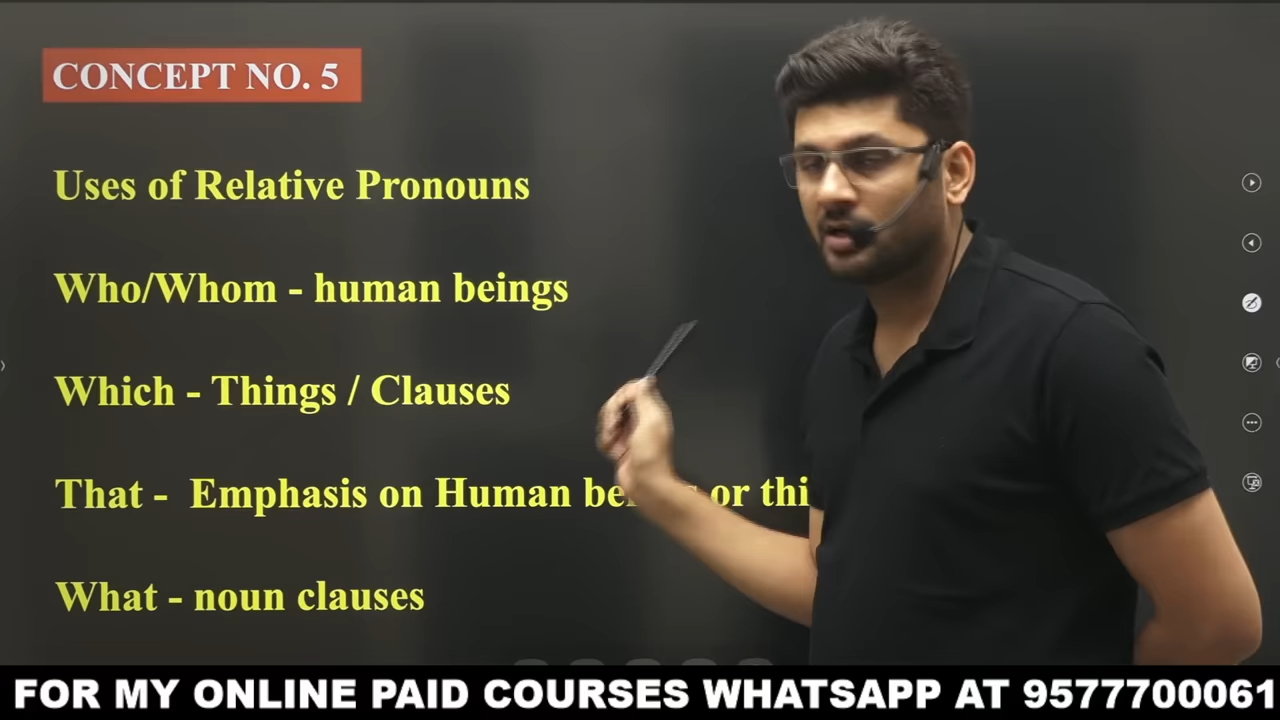 CONCEPT NO. 5
Uses of Relative Pronouns
Who/Whom - human beings
Which - Things / Clauses
That - Emphasis on Human or
What - noun clauses
FOR MY ONLINE PAID COURSES WHATSAPP AT 9577700061